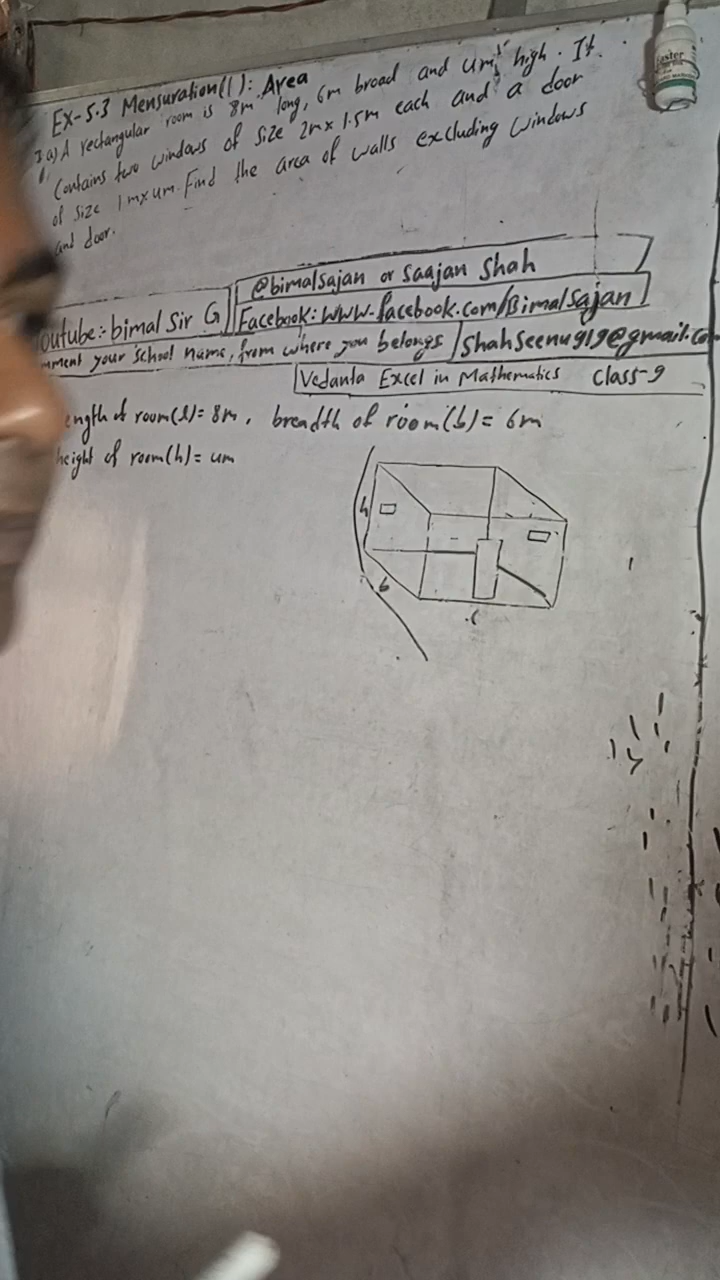 Ex-5.3 Mensuration(1): Area
a) A rectangular room is 8m long, 6m broad and 4m high. It
Contains two windows of size 2m x 1.5m each and a door
of size 1m x 4m. Find the area of walls excluding windows
and door.
@bimalsajan or Saajan Shah
outube:- bimal Sir G
Facebook: www.facebook.com/Bimalsajan
mment your school name, from where you belongs
Shahseenu919@gmail.co
Vedanta Excel in Mathematics Class-9
ength of room(l) = 8m, breadth of room(b) = 6m
height of room(h) = 4m
h
b